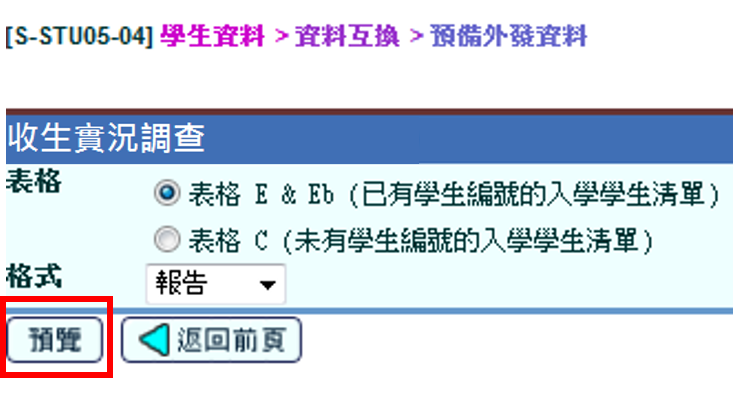 [S-STU05-04] 學生資料 > 資料互換 > 預備外發資料
收生實況調查
表格
表格 E & Eb (已有學生編號的入學學生清單)
表格 C (未有學生編號的入學學生清單)
格式 報告
預覽 返回前頁